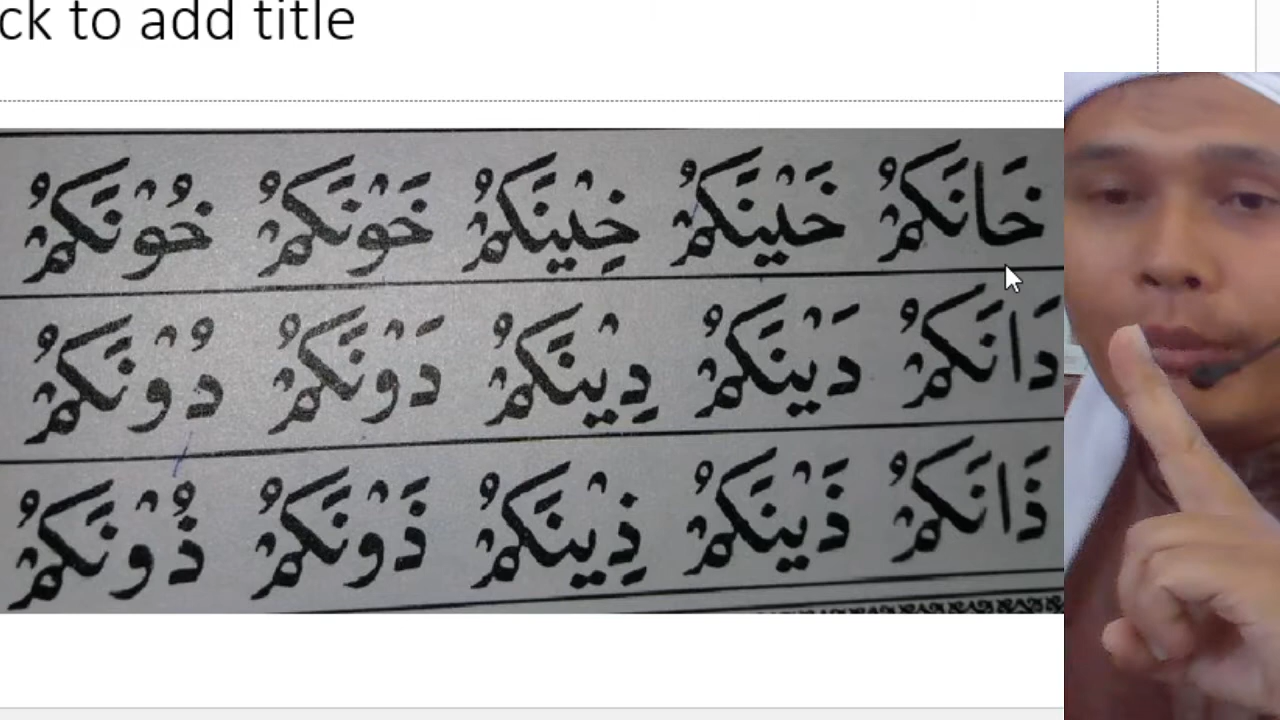 ck to add title
خَانَكُمْ خَيْنَكُمْ خِيْنَكُمْ خَوْنَكُمْ خُوْنَكُمْ
دَانَكُمْ دَيْنَكُمْ دِيْنَكُمْ دَوْنَكُمْ دُوْنَكُمْ
ذَانَكُمْ ذَيْنَكُمْ ذِيْنَكُمْ ذَوْنَكُمْ ذُوْنَكُمْ